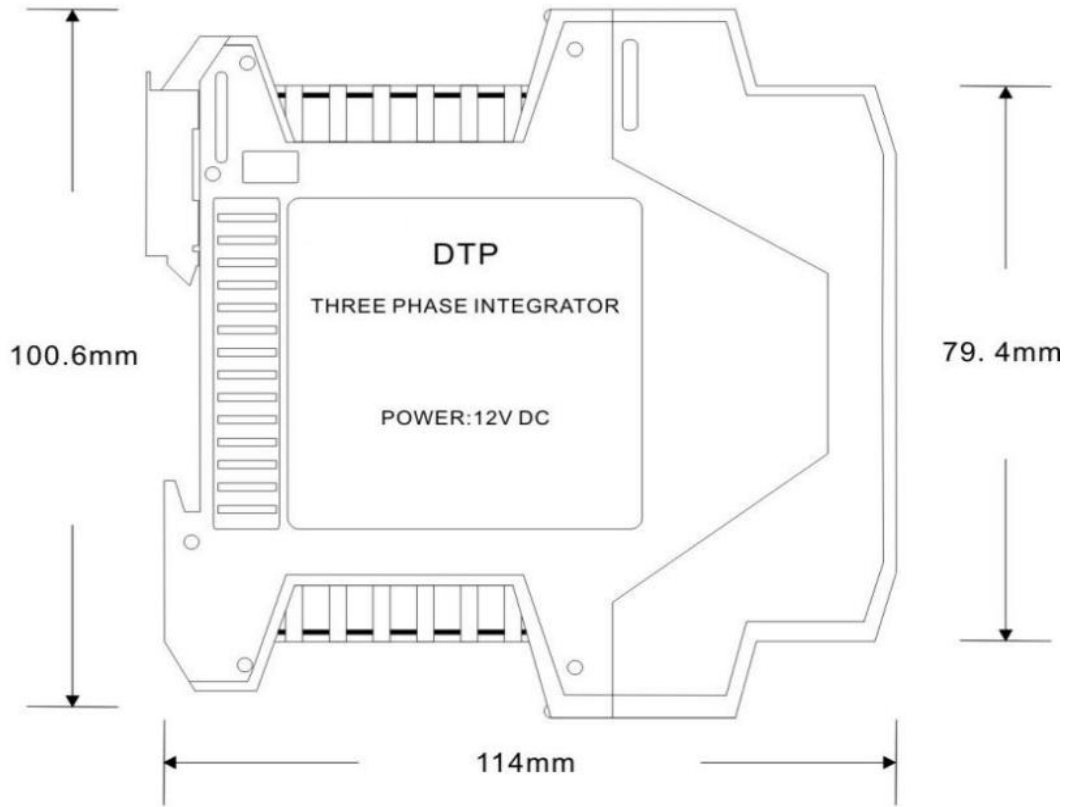 DTP
THREE PHASE INTEGRATOR
100.6mm
79. 4mm
POWER:12V DC
114mm